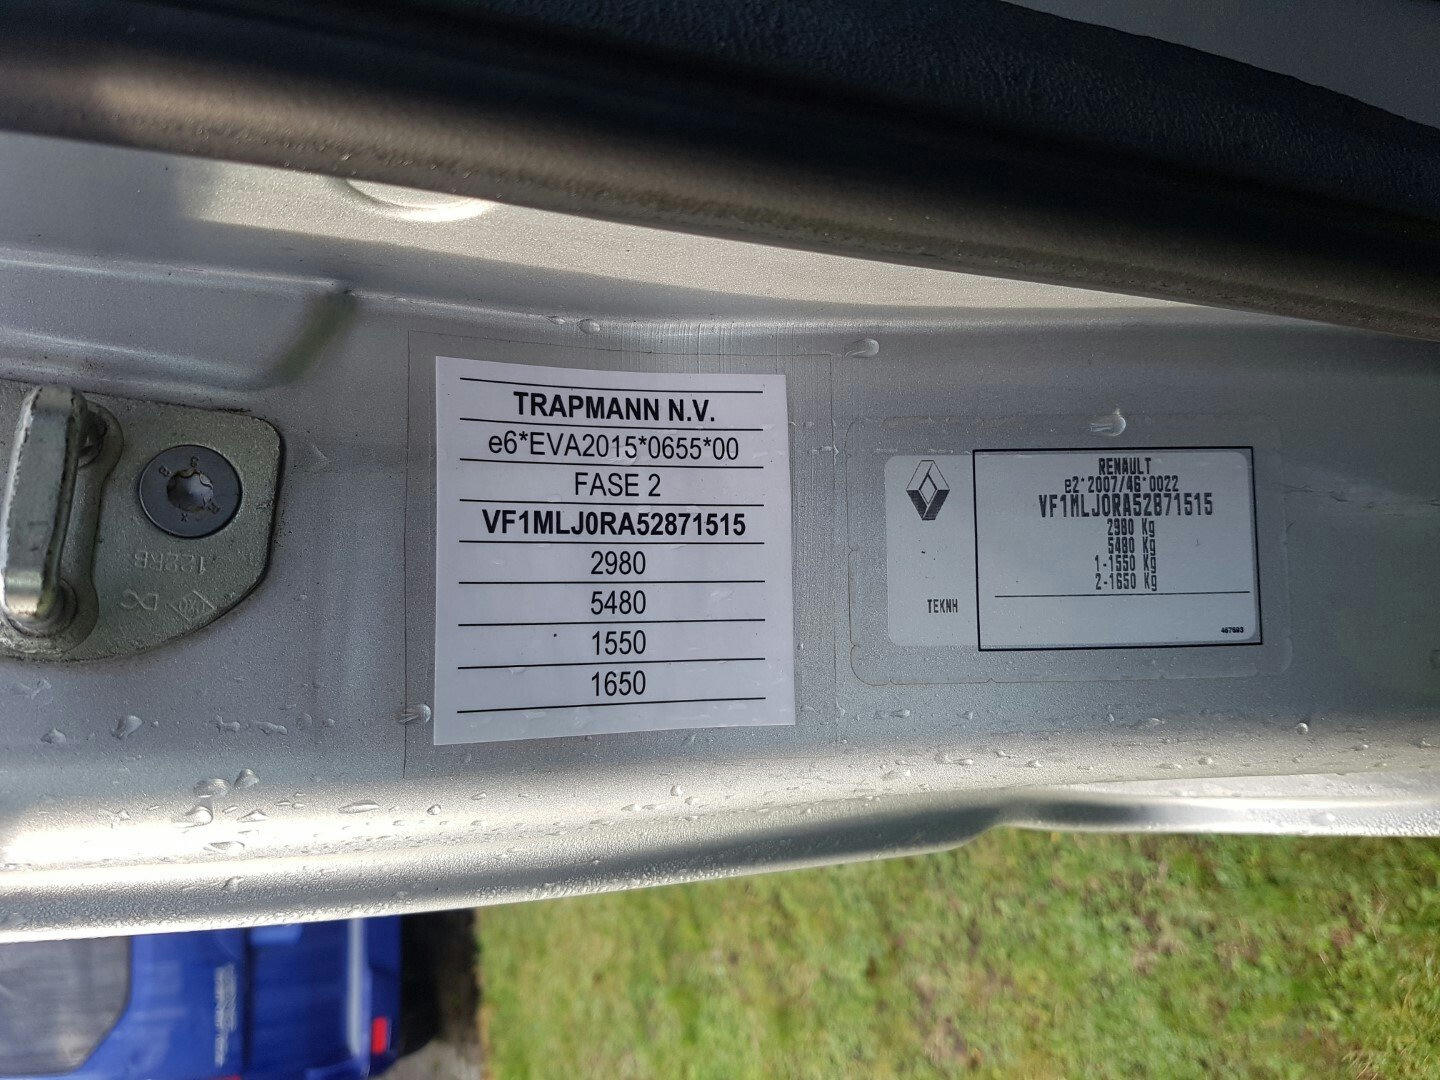 TRAPMANN N.V.
e6*EVA2015*0655*00
FASE 2
VF1MLJ0RA52871515
2980
5480
1550
1650
RENAULT
e2*2007/46*0022
VF1MLJ0RA52871515
2980 Kg
5480 Kg
1-1550 Kg
2-1650 Kg
TEKNH
467693